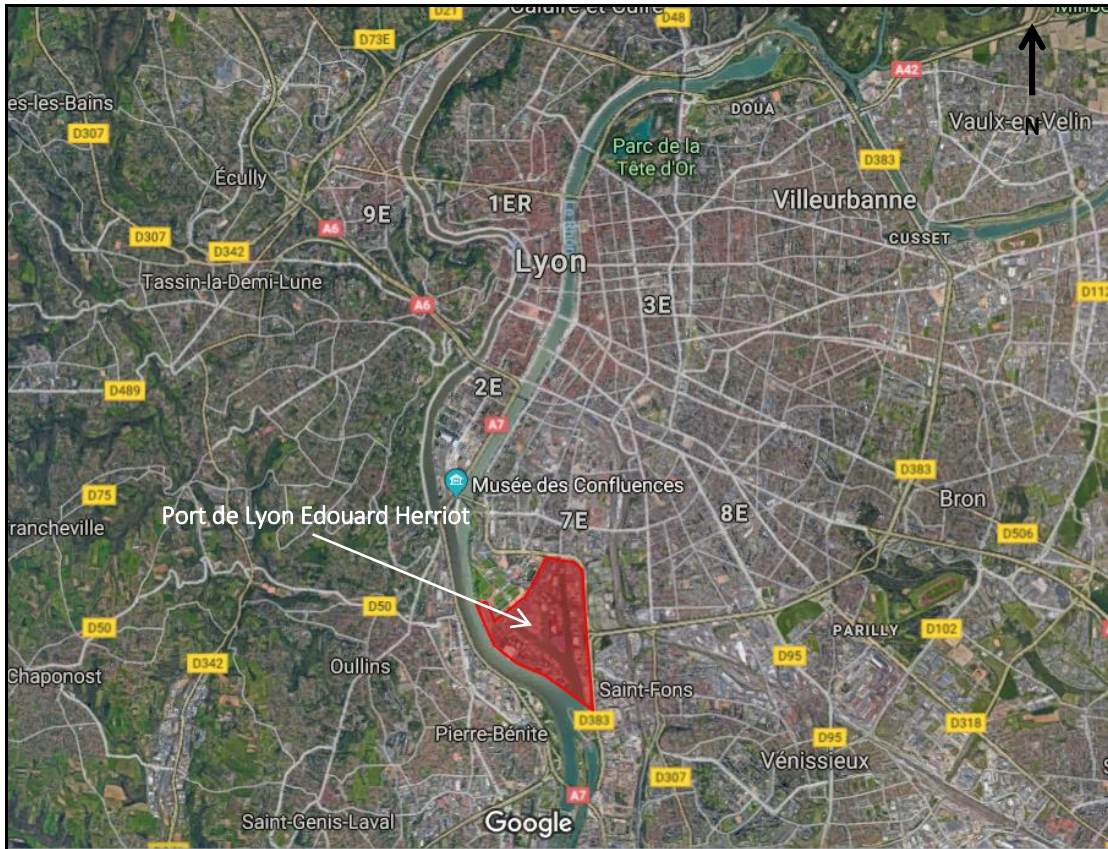 D21
Caluire et Cuire
D48
D73E
A42
es-les-Bains
D307
DOUA
Vaulx-en-Velin
N
Parc de la
Tête d'Or
D383
Écully
1ER
9E
Villeurbanne
A6
D307
D342
CUSSET
Lyon
Tassin-la-Demi-Lune
D112
3E
A6
2E
D489
A7
D383
D75
Musée des Confluences
Bron
Port de Lyon Edouard Herriot
7E
8E
rancheville
D506
D50
D50
PARILLY
D102
D342
Oullins
D95
Chaponost
Saint-Fons
D383
D318
Pierre-Bénite
D95
Vénissieux
D307
A7
Saint-Genis-Laval
Google